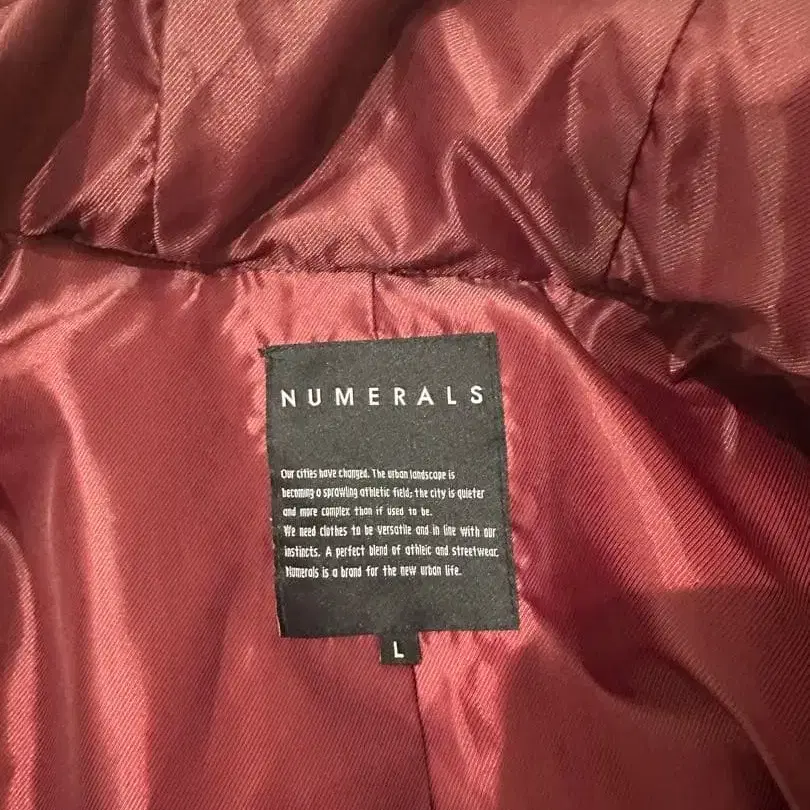 NUMERALS
Our cities have changed. The urban landscape is
becoming a sprawling athletic field; the city is quieter
and more complex than if used to be.
We need clothes to be versatile and in line with our
instincts. A perfect blend of athleic and streetwear.
Numerals is a brand for the new urban life.
L